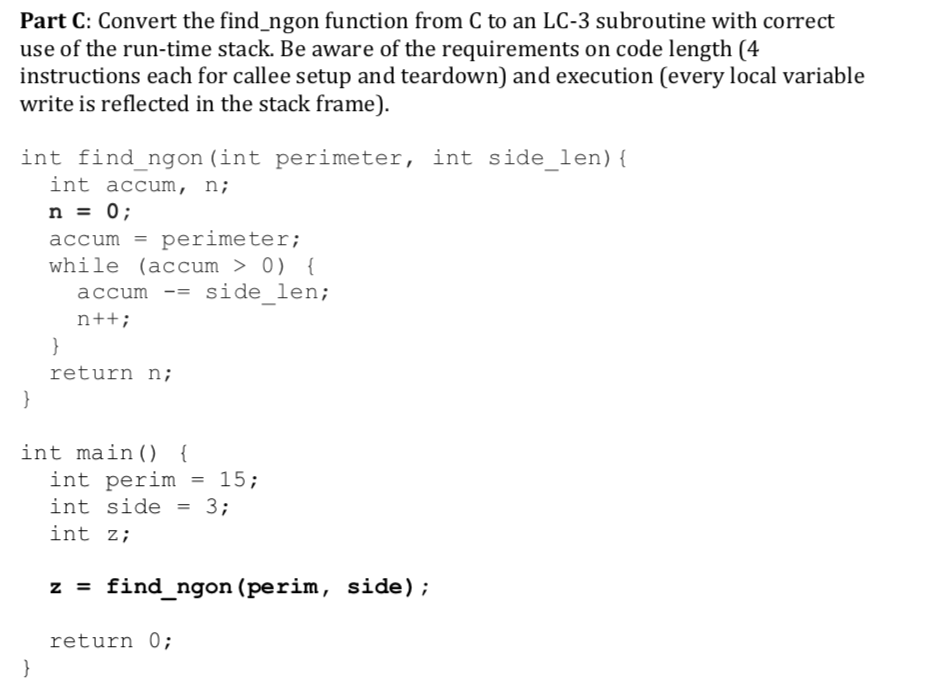 Part C: Convert the find_ngon function from C to an LC-3 subroutine with correct
use of the run-time stack. Be aware of the requirements on code length (4
instructions each for callee setup and teardown) and execution (every local variable
write is reflected in the stack frame).
int find_ngon(int perimeter, int side_len){
int accum, n;
n = 0;
accum = perimeter;
while (accum > 0) {
accum -= side_len;
n++;
}
return n;
}
int main() {
int perim = 15;
int side = 3;
int z;
z = find_ngon(perim, side);
return 0;
}